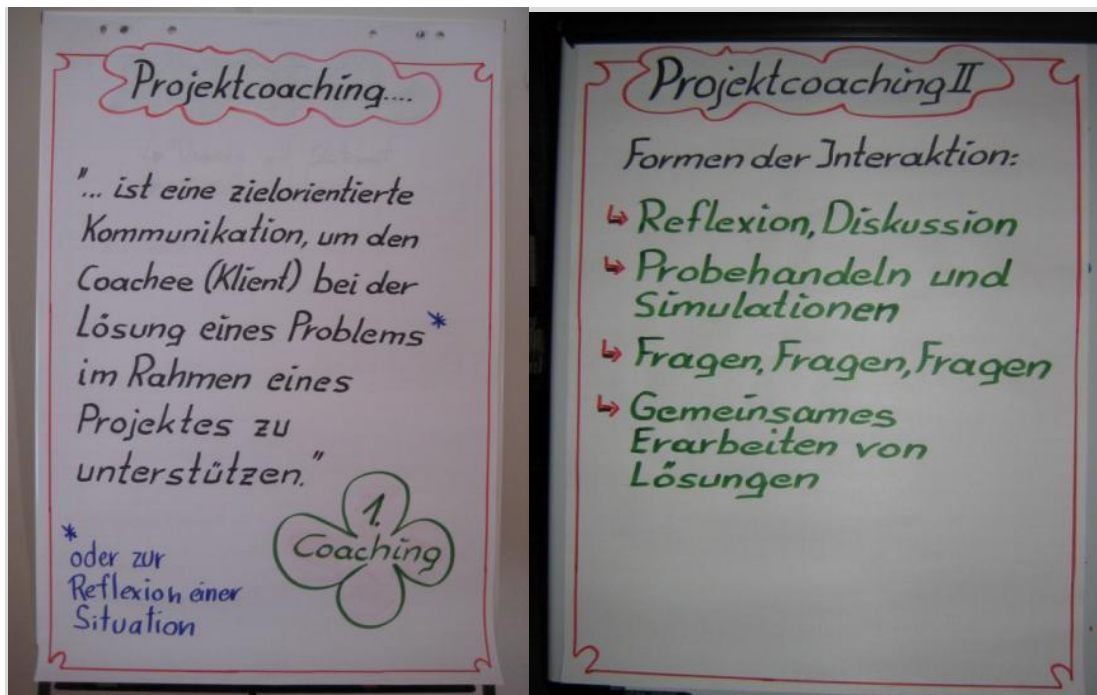 Projektcoaching....
"... ist eine zielorientierte
Kommunikation, um den
Coachee (Klient) bei der
Lösung eines Problems*
im Rahmen eines
Projektes zu
unterstützen."
1.
Coaching
*
oder zur
Reflexion einer
Situation
Projektcoaching II
Formen der Interaktion:
↳ Reflexion, Diskussion
↳ Probehandeln und
Simulationen
↳ Fragen, Fragen, Fragen
↳ Gemeinsames
Erarbeiten von
Lösungen